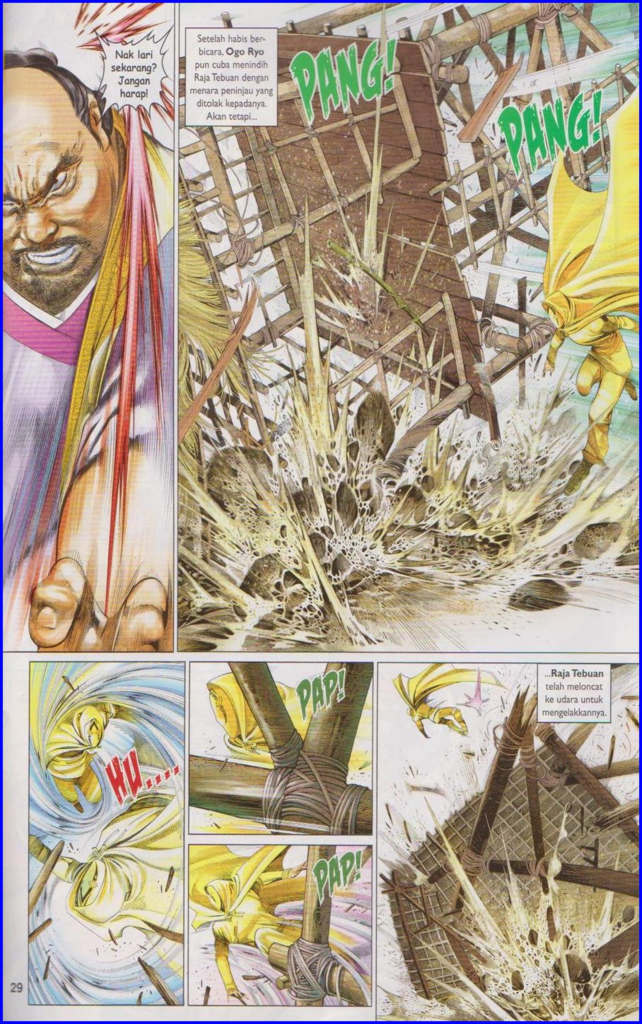 Nak lari
sekarang?
Jangan
harap!
Setelah habis ber-
bicara, Ogo Ryo
pun cuba menindih
Raja Tebuan dengan
menara peninjau yang
ditolak kepadanya.
Akan tetapi...
PANG!
PANG!
HU....
PAP!
PAP!
...Raja Tebuan
telah meloncat
ke udara untuk
mengelakkannya.
29